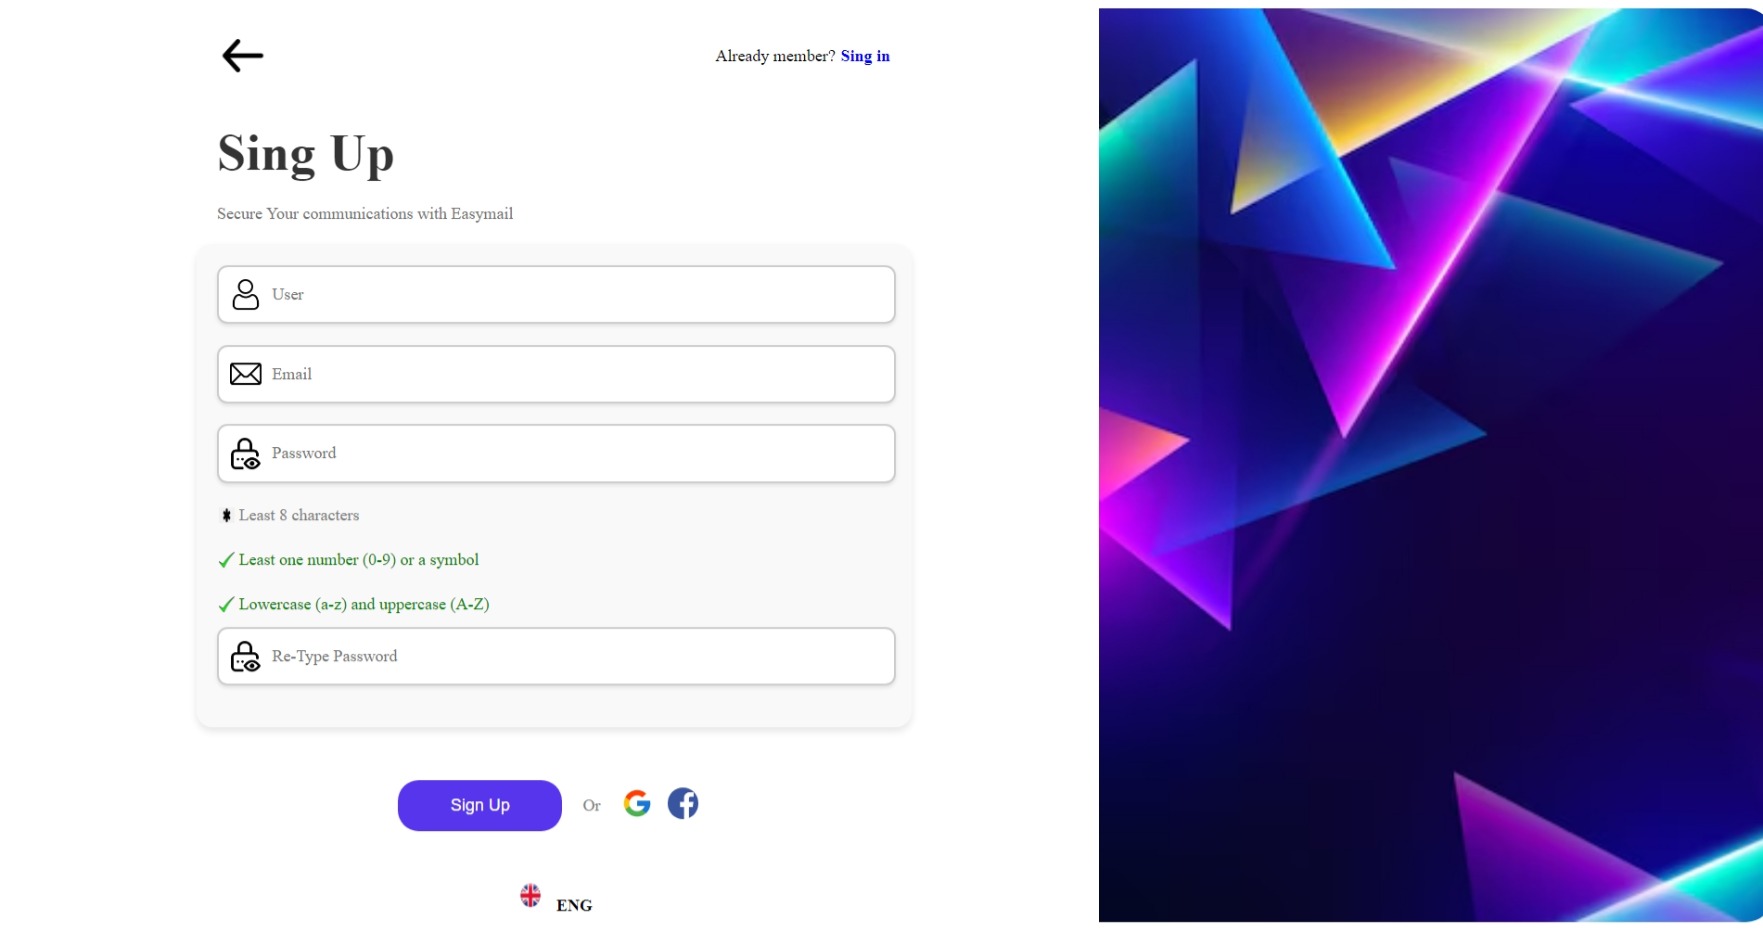 Already member? Sing in
Sing Up
Secure Your communications with Easymail
User
Email
Password
Least 8 characters
Least one number (0-9) or a symbol
Lowercase (a-z) and uppercase (A-Z)
Re-Type Password
Sign Up Or
ENG